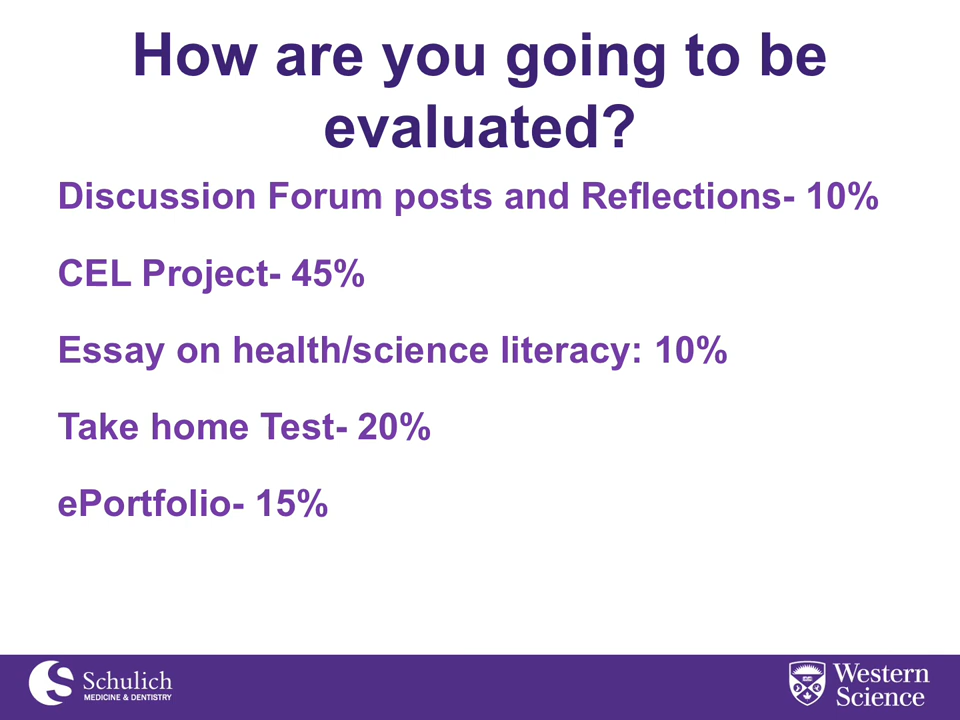 How are you going to be
evaluated?
Discussion Forum posts and Reflections- 10%
CEL Project- 45%
Essay on health/science literacy: 10%
Take home Test- 20%
ePortfolio- 15%
Schulich
MEDICINE & DENTISTRY
Western
Science